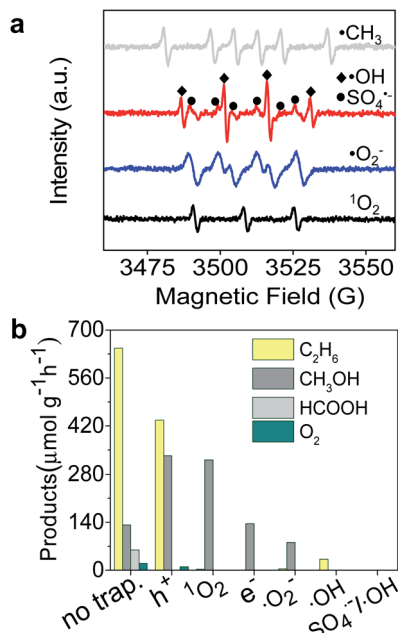 a
•CH₃
◆ •OH
● SO₄•⁻
•O₂⁻
¹O₂
Intensity (a.u.)
3475 3500 3525 3550
Magnetic Field (G)
b
700
560
420
280
140
0
Products(μmol g⁻¹h⁻¹)
C₂H₆
CH₃OH
HCOOH
O₂
no trap.
h⁺
¹O₂
e⁻
·O₂⁻
·OH
SO₄·⁻/·OH